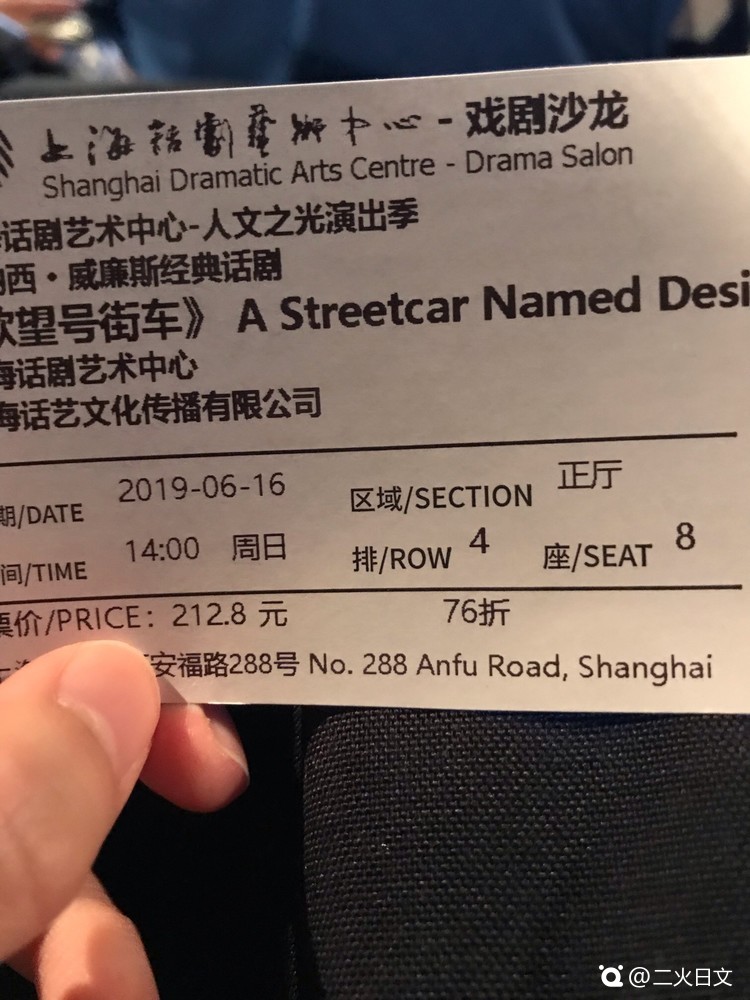 上海话剧艺术中心 - 戏剧沙龙
Shanghai Dramatic Arts Centre - Drama Salon
话剧艺术中心-人文之光演出季
西·威廉斯经典话剧
欲望号街车》 A Streetcar Named Desi
海话剧艺术中心
海话艺文化传播有限公司
期/DATE 2019-06-16 区域/SECTION 正厅
间/TIME 14:00 周日 排/ROW 4 座/SEAT 8
票价/PRICE: 212.8 元 76折
安福路288号 No. 288 Anfu Road, Shanghai
@二火日文